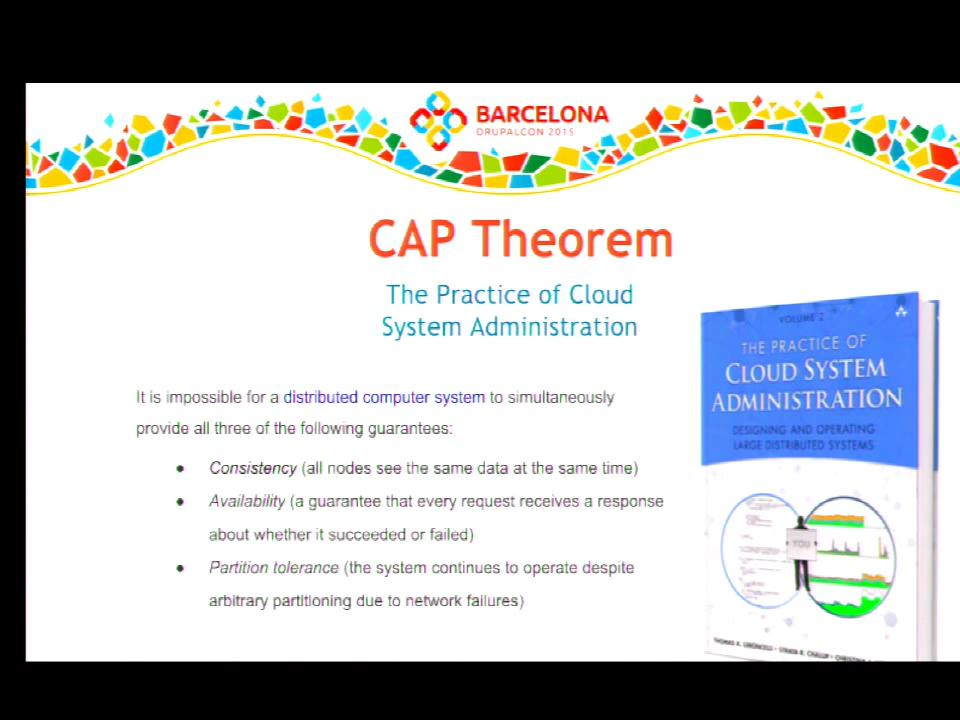 BARCELONA
DRUPALCON 2015
CAP Theorem
The Practice of Cloud
System Administration
It is impossible for a distributed computer system to simultaneously
provide all three of the following guarantees:
• Consistency (all nodes see the same data at the same time)
• Availability (a guarantee that every request receives a response
about whether it succeeded or failed)
• Partition tolerance (the system continues to operate despite
arbitrary partitioning due to network failures)
VOLUME 2
THE PRACTICE OF
CLOUD SYSTEM
ADMINISTRATION
DESIGNING AND OPERATING
LARGE DISTRIBUTED SYSTEMS
YOU
THOMAS A.